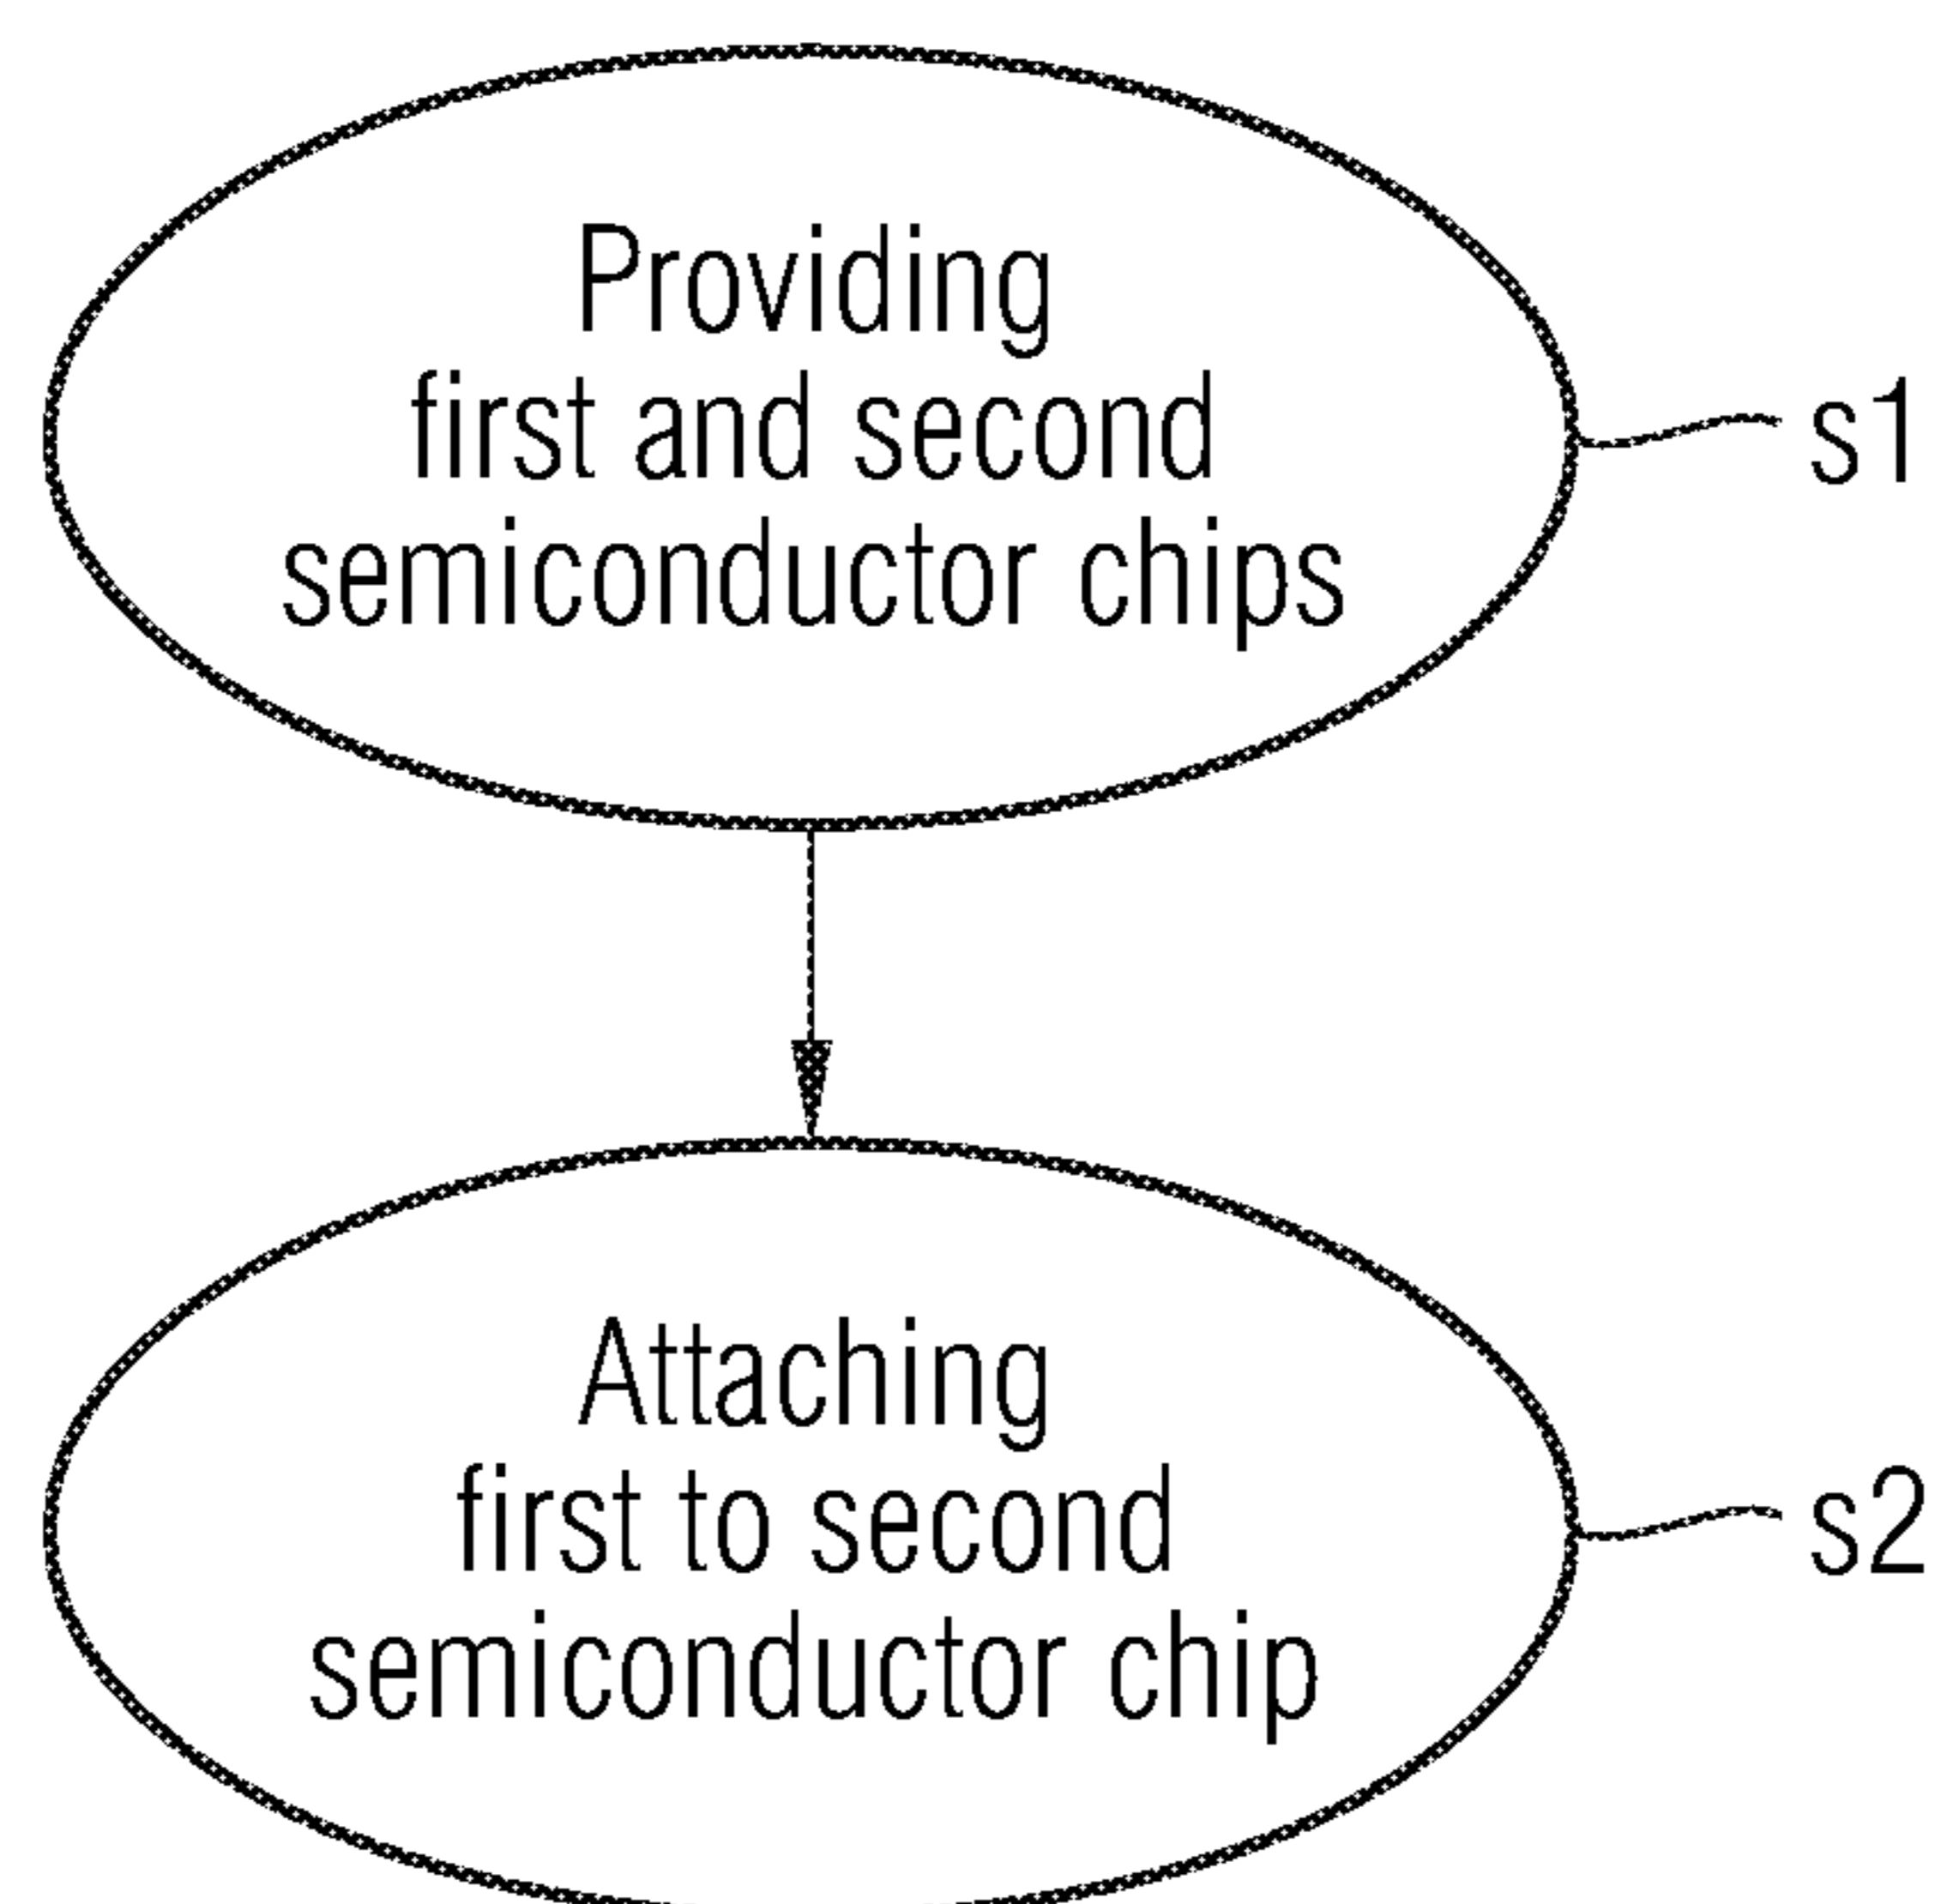 Providing
first and second
semiconductor chips
s1
Attaching
first to second
semiconductor chip
s2